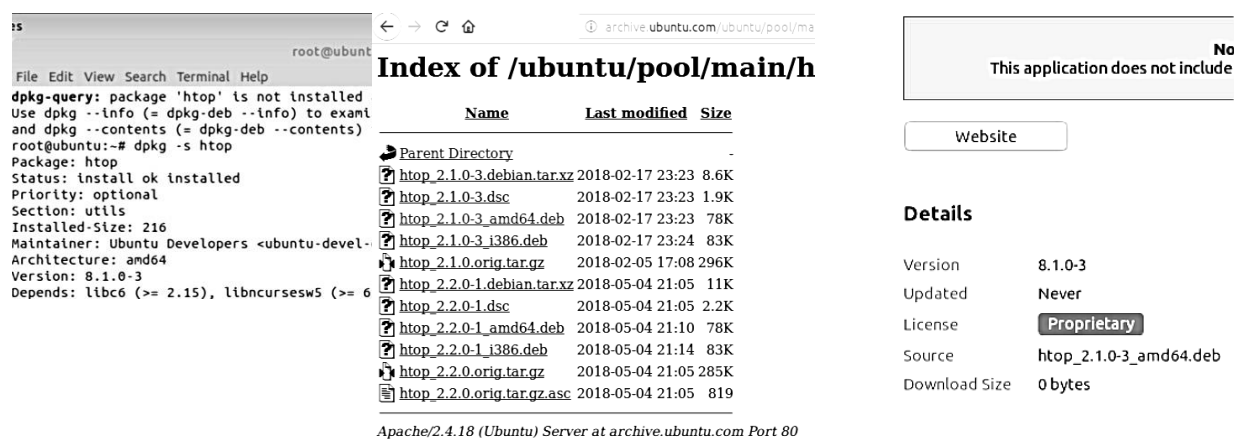 es
root@ubunt
File Edit View Search Terminal Help
dpkg-query: package 'htop' is not installed
Use dpkg --info (= dpkg-deb --info) to exami
and dpkg --contents (= dpkg-deb --contents)
root@ubuntu:~# dpkg -s htop
Package: htop
Status: install ok installed
Priority: optional
Section: utils
Installed-Size: 216
Maintainer: Ubuntu Developers <ubuntu-devel-
Architecture: amd64
Version: 8.1.0-3
Depends: libc6 (>= 2.15), libncursesw5 (>= 6
archive.ubuntu.com/ubuntu/pool/ma
Index of /ubuntu/pool/main/h
Name Last modified Size
Parent Directory -
htop_2.1.0-3.debian.tar.xz 2018-02-17 23:23 8.6K
htop_2.1.0-3.dsc 2018-02-17 23:23 1.9K
htop_2.1.0-3_amd64.deb 2018-02-17 23:23 78K
htop_2.1.0-3_i386.deb 2018-02-17 23:24 83K
htop_2.1.0.orig.tar.gz 2018-02-05 17:08 296K
htop_2.2.0-1.debian.tar.xz 2018-05-04 21:05 11K
htop_2.2.0-1.dsc 2018-05-04 21:05 2.2K
htop_2.2.0-1_amd64.deb 2018-05-04 21:10 78K
htop_2.2.0-1_i386.deb 2018-05-04 21:14 83K
htop_2.2.0.orig.tar.gz 2018-05-04 21:05 285K
htop_2.2.0.orig.tar.gz.asc 2018-05-04 21:05 819
Apache/2.4.18 (Ubuntu) Server at archive.ubuntu.com Port 80
No
This application does not include
Website
Details
Version 8.1.0-3
Updated Never
License Proprietary
Source htop_2.1.0-3_amd64.deb
Download Size 0 bytes